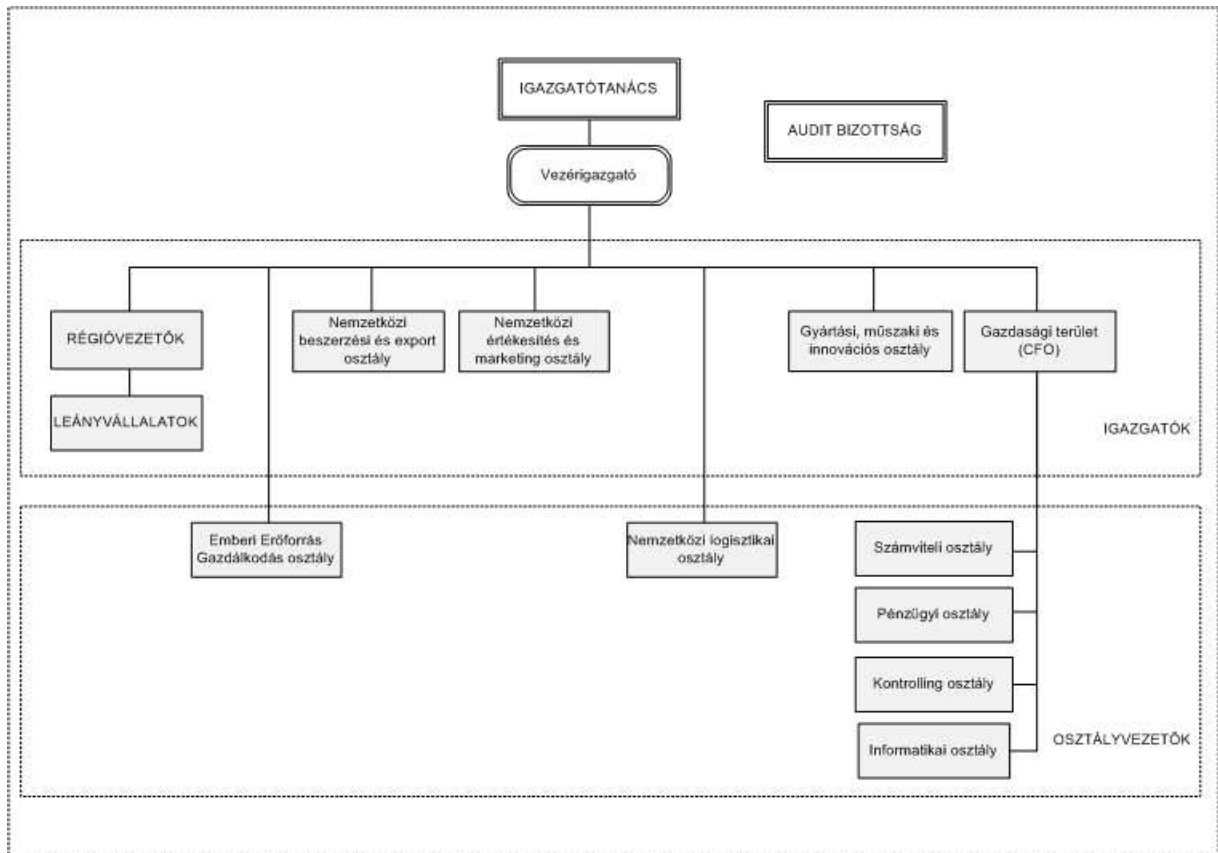 IGAZGATÓTANÁCS
AUDIT BIZOTTSÁG
Vezérigazgató
RÉGIÓVEZETŐK
LEÁNYVÁLLALATOK
Nemzetközi
beszerzési és export
osztály
Nemzetközi
értékesítés és
marketing osztály
Gyártási, műszaki és
innovációs osztály
Gazdasági terület
(CFO)
IGAZGATÓK
Emberi Erőforrás
Gazdálkodás osztály
Nemzetközi logisztikai
osztály
Számviteli osztály
Pénzügyi osztály
Kontrolling osztály
Informatikai osztály
OSZTÁLYVEZETŐK